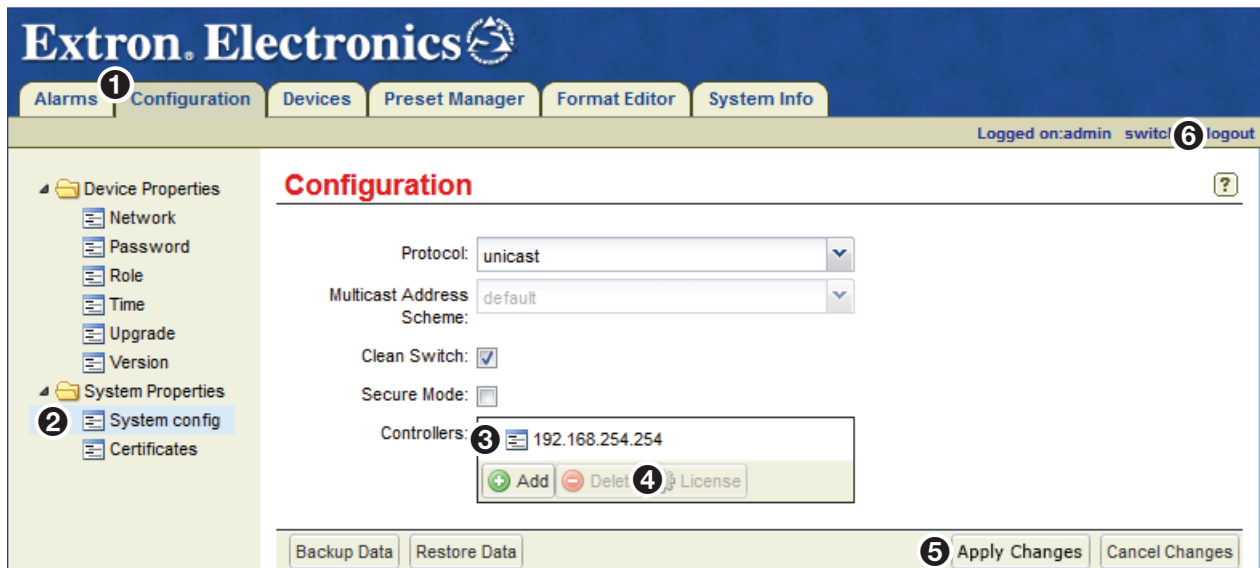 Extron® Electronics
1
Alarms Configuration Devices Preset Manager Format Editor System Info
Logged on:admin 6 logout
Configuration
?
Device Properties
Network
Password
Role
Time
Upgrade
Version
System Properties
2 System config
Certificates
Protocol: unicast
Multicast Address
Scheme: default
Clean Switch:
Secure Mode:
Controllers: 3 192.168.254.254
Add Delet 4 License
Backup Data Restore Data 5 Apply Changes Cancel Changes